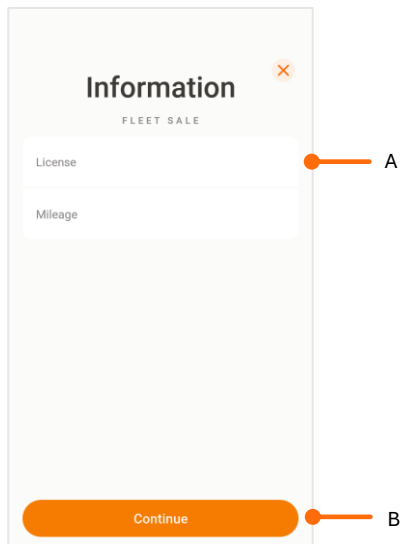 Information
FLEET SALE
License
A
Mileage
Continue
B